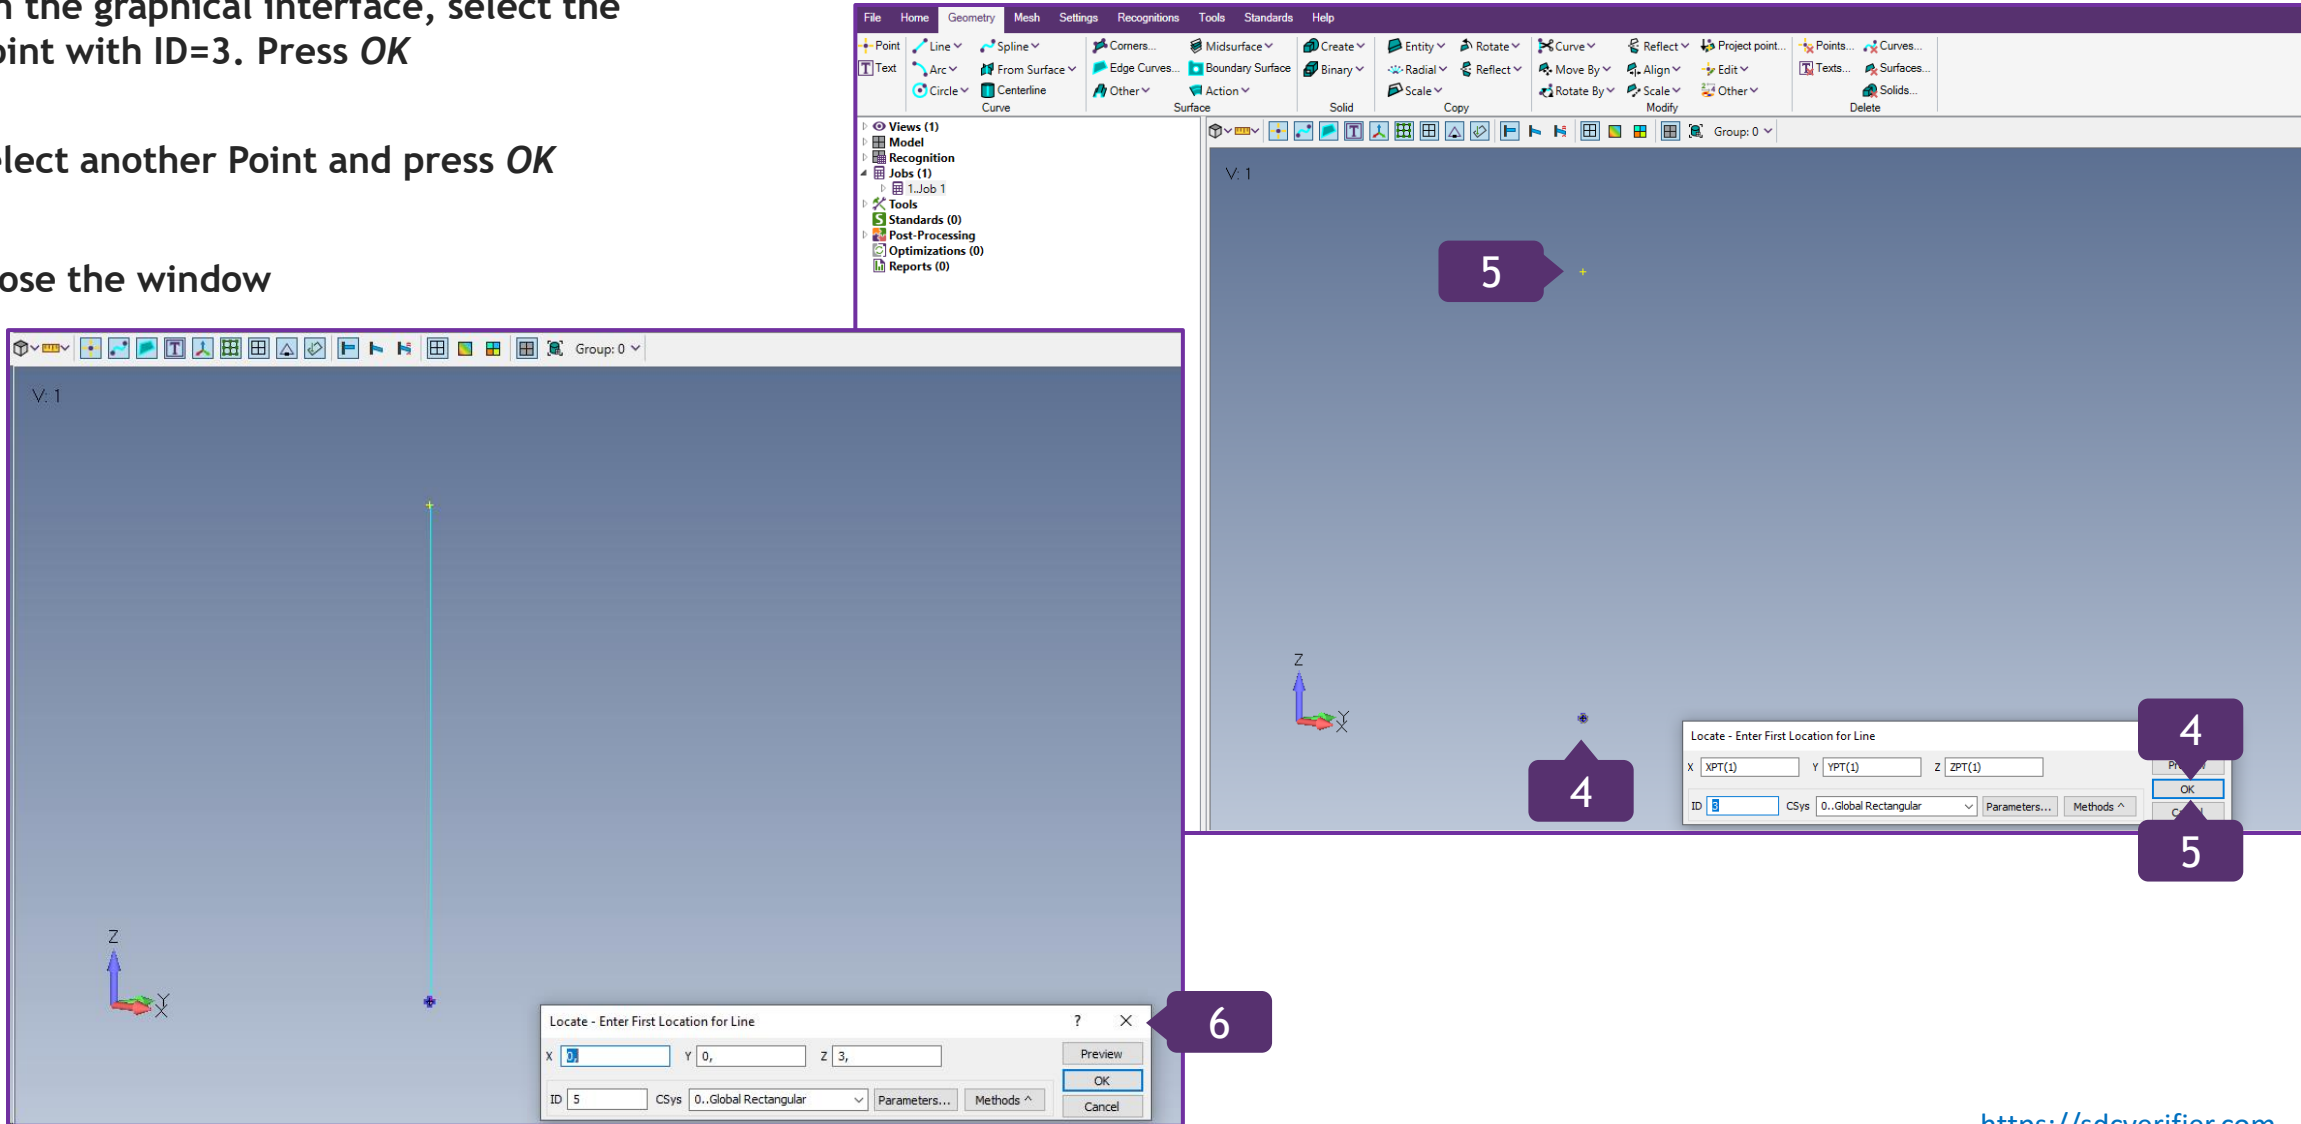 n the graphical interface, select the
oint with ID=3. Press OK
elect another Point and press OK
ose the window
File Home Geometry Mesh Settings Recognitions Tools Standards Help
Point Line Spline Corners... Midsurface Create Entity Rotate Curve Reflect Project point... Points... Curves...
Text Arc From Surface Edge Curves... Boundary Surface Binary Radial Reflect Move By Align Edit Texts... Surfaces...
Circle Centerline Other Action Scale Rotate By Scale Other Solids...
Curve Surface Solid Copy Modify Delete
Views (1)
Model
Recognition
Jobs (1)
1..Job 1
Tools
Standards (0)
Post-Processing
Optimizations (0)
Reports (0)
Group: 0
V: 1
5
Z
Y
X
4
Locate - Enter First Location for Line
X XPT(1) Y YPT(1) Z ZPT(1)
ID 3 CSys 0..Global Rectangular Parameters... Methods ^
OK
4
5
Group: 0
V: 1
Z
Y
X
Locate - Enter First Location for Line ?
X 0, Y 0, Z 3, Preview
OK
ID 5 CSys 0..Global Rectangular Parameters... Methods ^ Cancel
6
https://sdcverifier.com